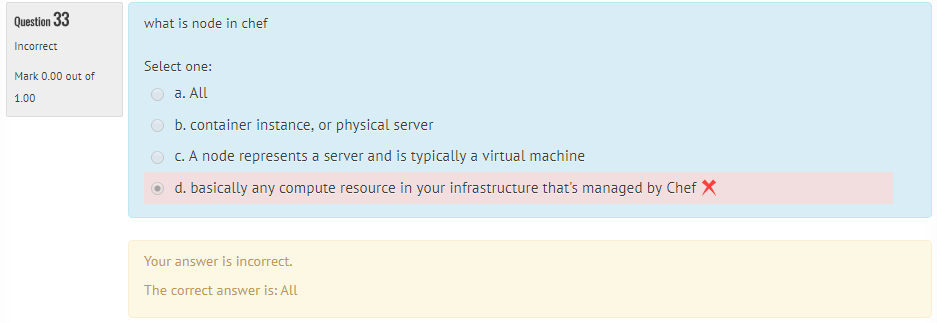 Question 33
Incorrect
Mark 0.00 out of
1.00
what is node in chef
Select one:
a. All
b. container instance, or physical server
c. A node represents a server and is typically a virtual machine
d. basically any compute resource in your infrastructure that's managed by Chef
Your answer is incorrect.
The correct answer is: All